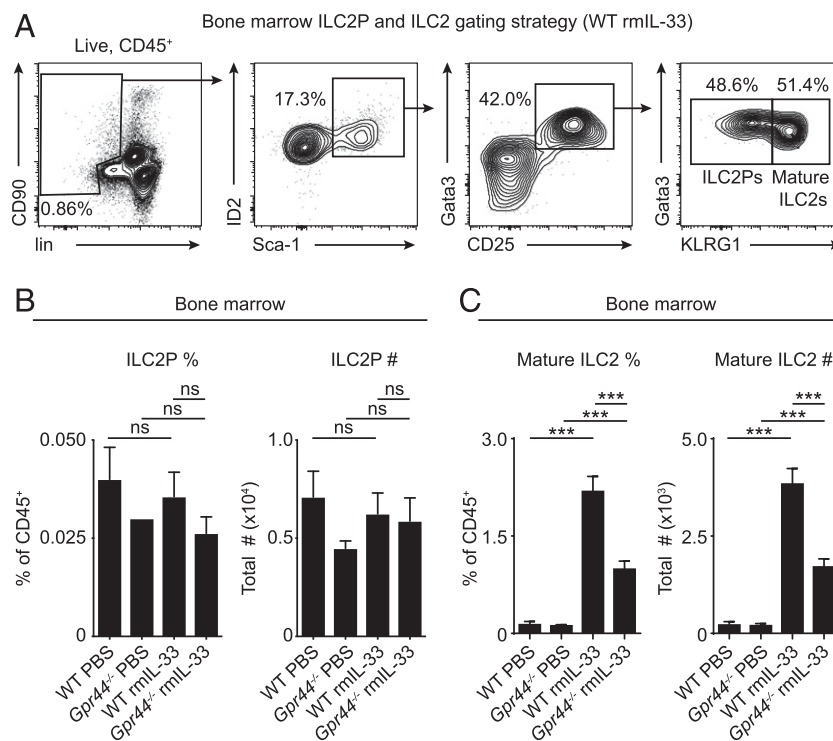 A
Bone marrow ILC2P and ILC2 gating strategy (WT rmIL-33)
Live, CD45⁺
CD90
0.86%
lin
ID2
17.3%
Sca-1
Gata3
42.0%
CD25
Gata3
48.6% 51.4%
ILC2Ps Mature
ILC2s
KLRG1
B
Bone marrow
ILC2P %
ns
ns
ns
% of CD45⁺
0.050
0.025
0
WT PBS
Gpr44⁻/⁻ PBS
WT rmIL-33
Gpr44⁻/⁻ rmIL-33
ILC2P #
ns
ns
ns
Total # (x10⁴)
1.0
0.5
0
WT PBS
Gpr44⁻/⁻ PBS
WT rmIL-33
Gpr44⁻/⁻ rmIL-33
C
Bone marrow
Mature ILC2 %
***
***
***
% of CD45⁺
3.0
1.5
0
WT PBS
Gpr44⁻/⁻ PBS
WT rmIL-33
Gpr44⁻/⁻ rmIL-33
Mature ILC2 #
***
***
***
Total # (x10³)
5.0
2.5
0
WT PBS
Gpr44⁻/⁻ PBS
WT rmIL-33
Gpr44⁻/⁻ rmIL-33